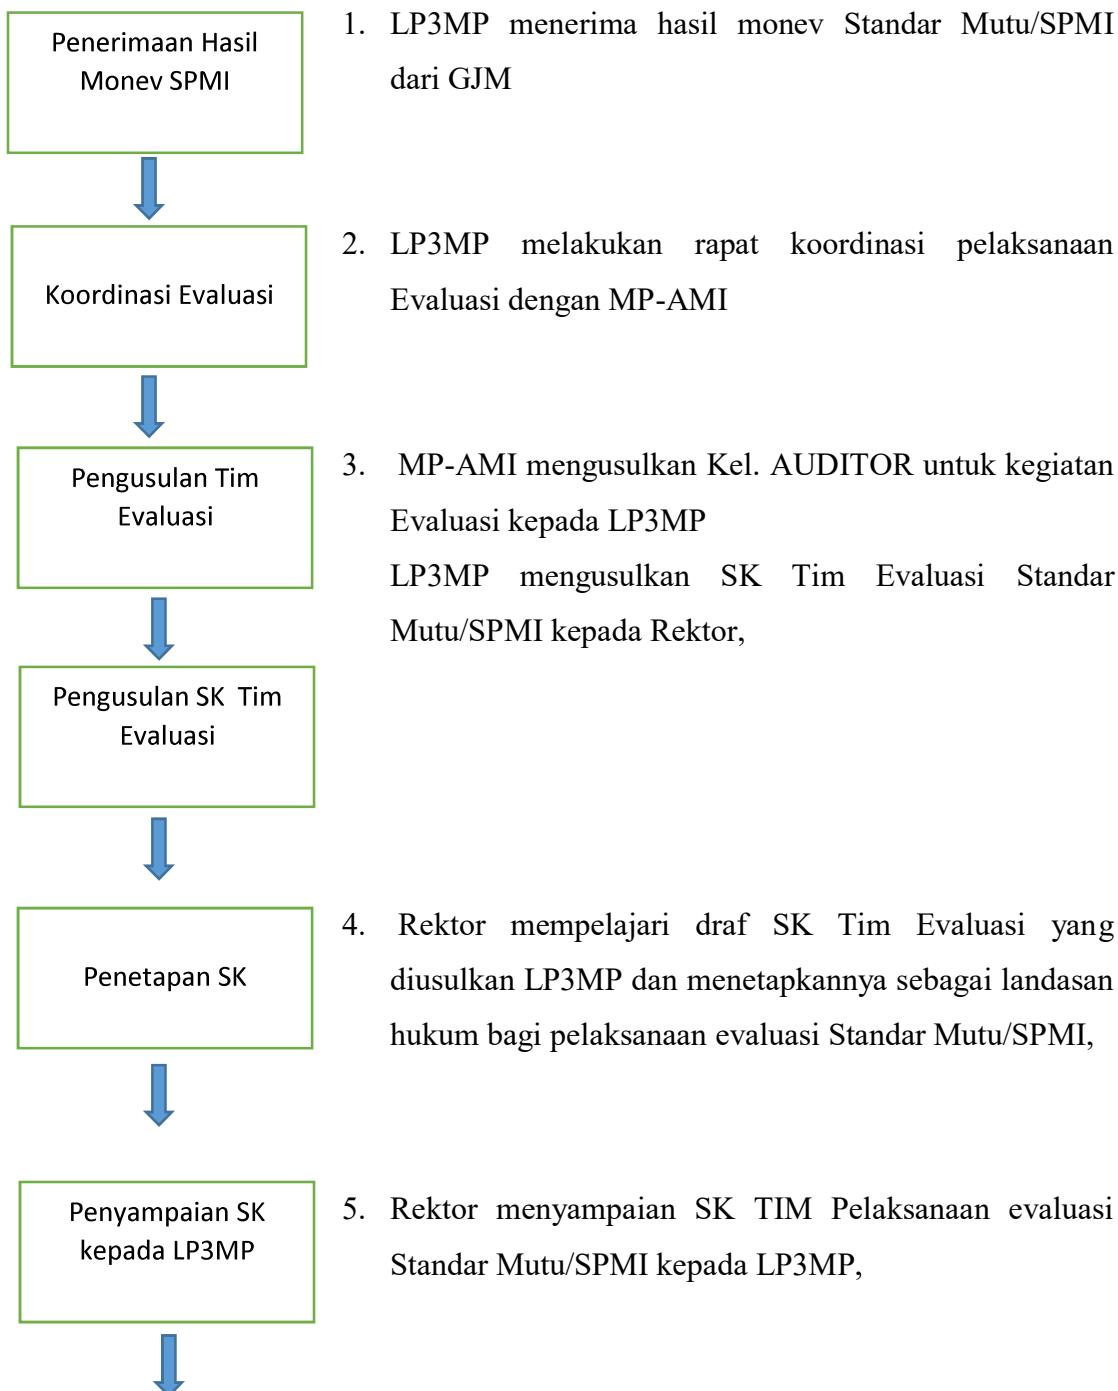 Penerimaan Hasil
Monev SPMI
1. LP3MP menerima hasil monev Standar Mutu/SPMI
dari GJM
Koordinasi Evaluasi
2. LP3MP melakukan rapat koordinasi pelaksanaan
Evaluasi dengan MP-AMI
Pengusulan Tim
Evaluasi
3. MP-AMI mengusulkan Kel. AUDITOR untuk kegiatan
Evaluasi kepada LP3MP
LP3MP mengusulkan SK Tim Evaluasi Standar
Mutu/SPMI kepada Rektor,
Pengusulan SK Tim
Evaluasi
Penetapan SK
4. Rektor mempelajari draf SK Tim Evaluasi yang
diusulkan LP3MP dan menetapkannya sebagai landasan
hukum bagi pelaksanaan evaluasi Standar Mutu/SPMI,
Penyampaian SK
kepada LP3MP
5. Rektor menyampaian SK TIM Pelaksanaan evaluasi
Standar Mutu/SPMI kepada LP3MP,